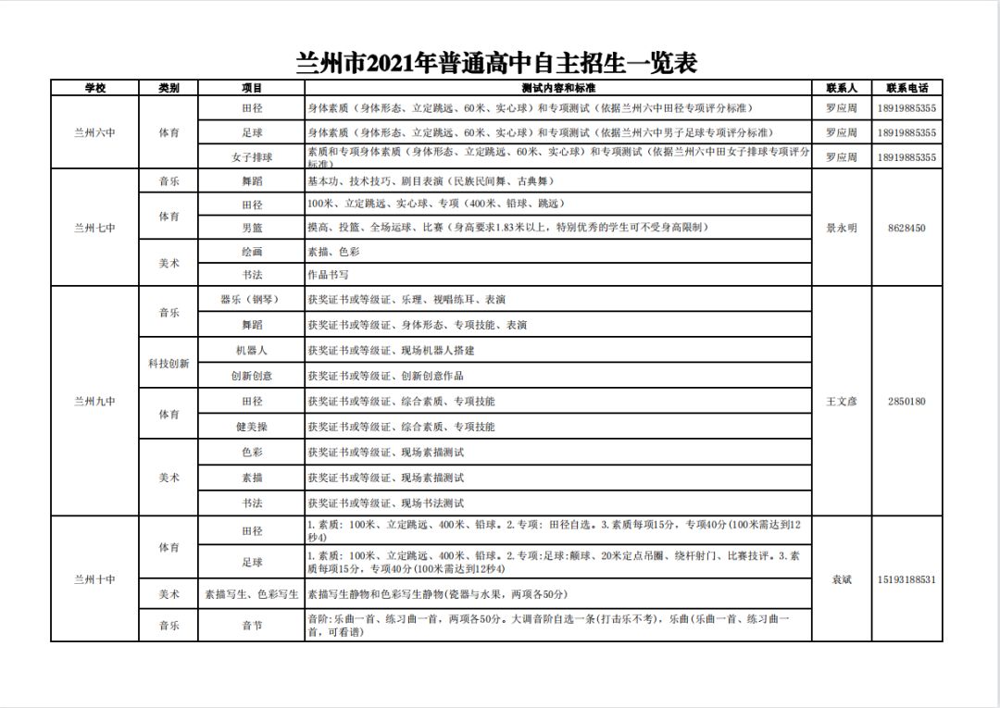 兰州市2021年普通高中自主招生一览表
学校 类别 项目 测试内容和标准 联系人 联系电话
兰州六中 体育 田径 身体素质（身体形态、立定跳远、60米、实心球）和专项测试（依据兰州六中田径专项评分标准） 罗应周 18919885355
足球 身体素质（身体形态、立定跳远、60米、实心球）和专项测试（依据兰州六中男子足球专项评分标准） 罗应周 18919885355
女子排球 素质和专项身体素质（身体形态、立定跳远、60米、实心球）和专项测试（依据兰州六中田女子排球专项评分
标准） 罗应周 18919885355
兰州七中 音乐 舞蹈 基本功、技术技巧、剧目表演（民族民间舞、古典舞） 景永明 8628450
体育 田径 100米、立定跳远、实心球、专项（400米、铅球、跳远）
男篮 摸高、投篮、全场运球、比赛（身高要求1.83米以上，特别优秀的学生可不受身高限制）
美术 绘画 素描、色彩
书法 作品书写
兰州九中 音乐 器乐（钢琴） 获奖证书或等级证、乐理、视唱练耳、表演 王文彦 2850180
舞蹈 获奖证书或等级证、身体形态、专项技能、表演
科技创新 机器人 获奖证书或等级证、现场机器人搭建
创新创意 获奖证书或等级证、创新创意作品
体育 田径 获奖证书或等级证、综合素质、专项技能
健美操 获奖证书或等级证、综合素质、专项技能
美术 色彩 获奖证书或等级证、现场素描测试
素描 获奖证书或等级证、现场素描测试
书法 获奖证书或等级证、现场书法测试
兰州十中 体育 田径 1.素质: 100米、立定跳远、400米、铅球。2.专项: 田径自选。3.素质每项15分，专项40分(100米需达到12
秒4) 袁斌 15193188531
足球 1.素质: 100米、立定跳远、400米、铅球。2.专项:足球:颠球、20米定点吊圈、绕杆射门、比赛技评。3.素
质每项15分，专项40分(100米需达到12秒4)
美术 素描写生、色彩写生 素描写生静物和色彩写生静物(瓷器与水果，两项各50分)
音乐 音节 音阶:乐曲一首、练习曲一首，两项各50分。大调音阶自选一条(打击乐不考)，乐曲(乐曲一首、练习曲一
首，可看谱)